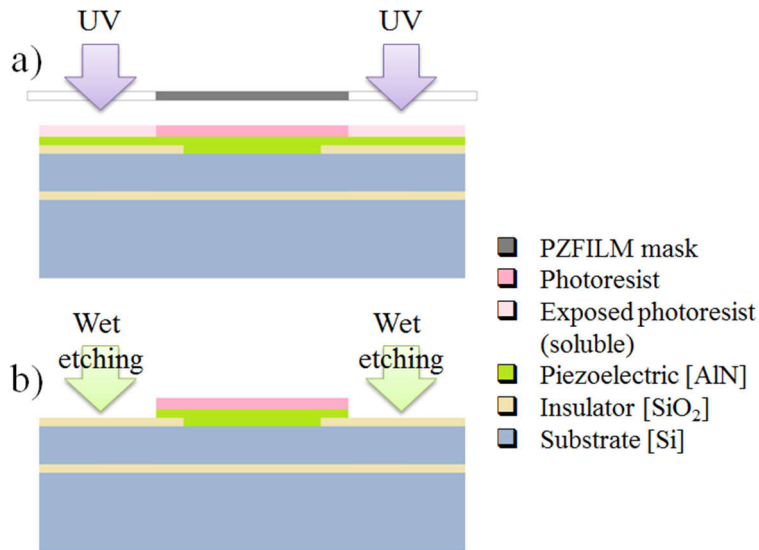 UV
UV
a)
PZFILM mask
Photoresist
Exposed photoresist
(soluble)
Piezoelectric [AlN]
Insulator [SiO₂]
Substrate [Si]
Wet
etching
Wet
etching
b)